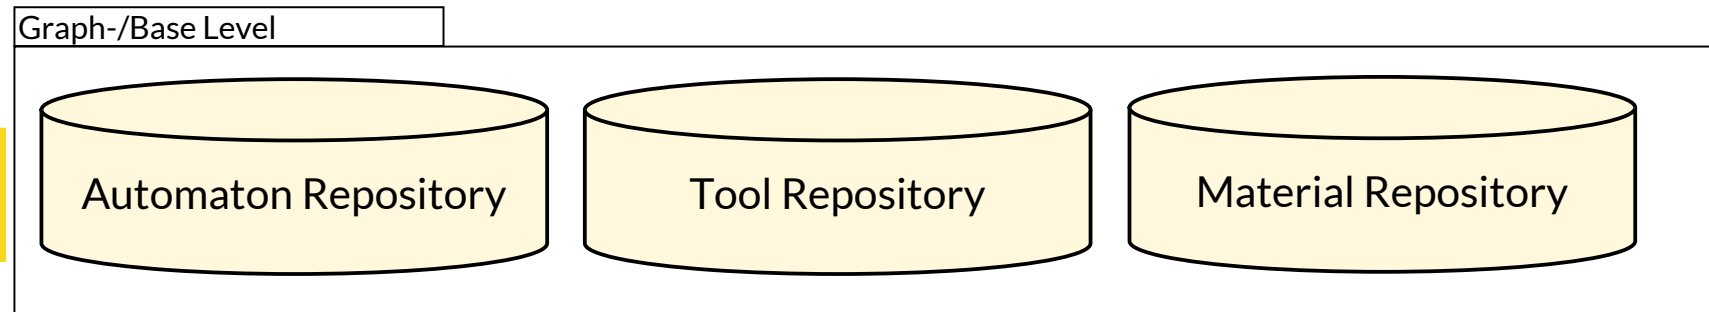 Graph-/Base Level
Automaton Repository
Tool Repository
Material Repository